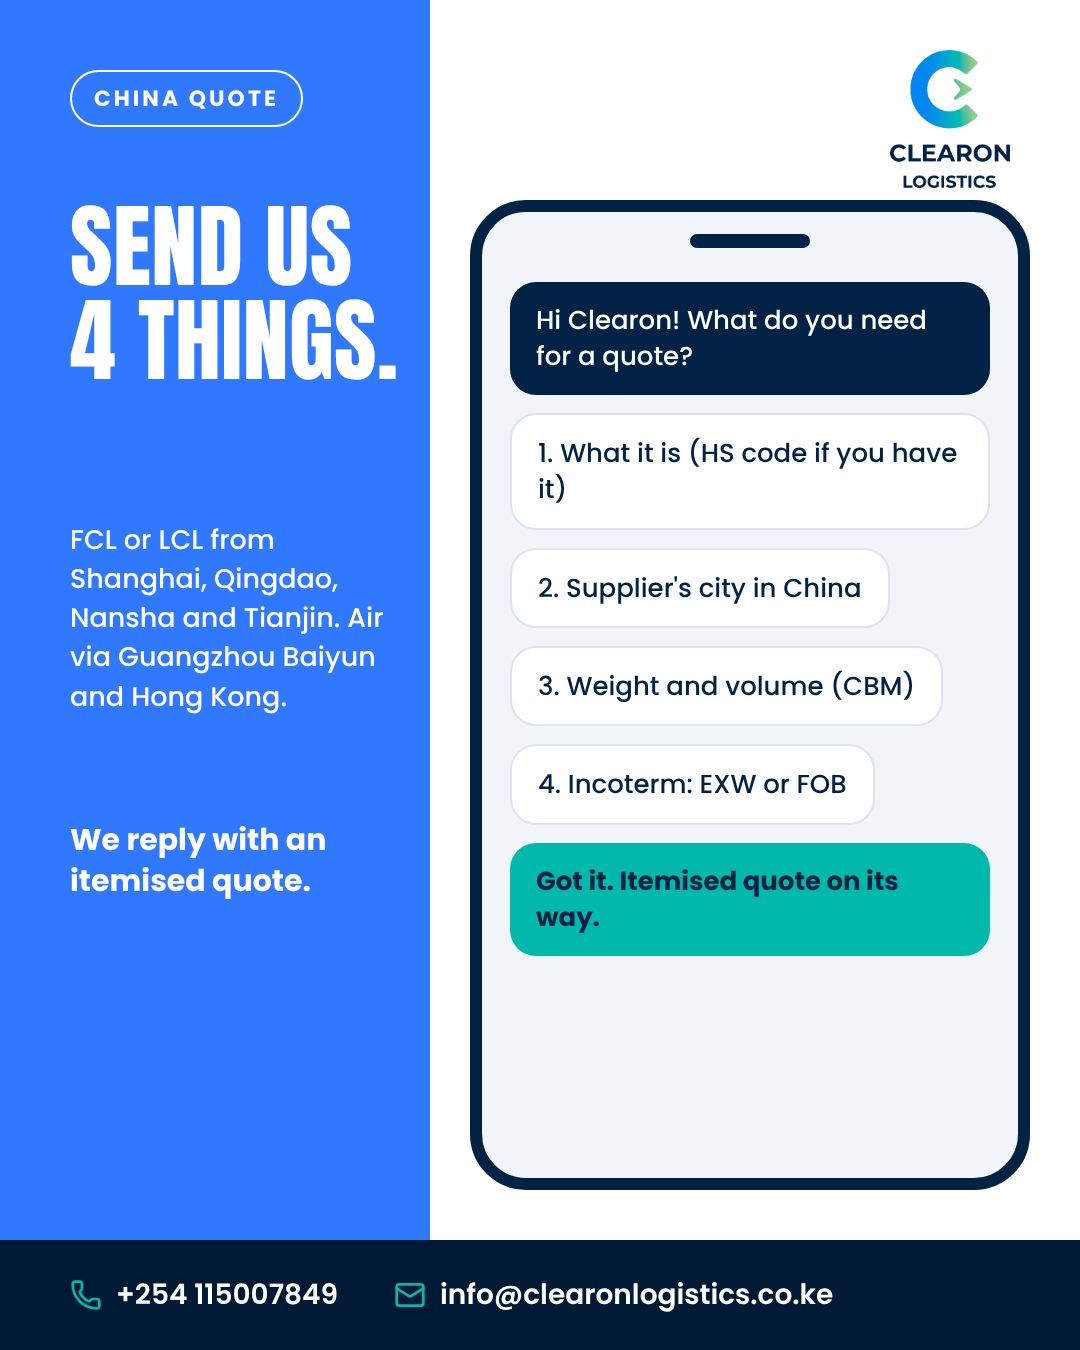 CHINA QUOTE
SEND US
4 THINGS.
FCL or LCL from
Shanghai, Qingdao,
Nansha and Tianjin. Air
via Guangzhou Baiyun
and Hong Kong.
We reply with an
itemised quote.
CLEARON
LOGISTICS
Hi Clearon! What do you need
for a quote?
1. What it is (HS code if you have
it)
2. Supplier's city in China
3. Weight and volume (CBM)
4. Incoterm: EXW or FOB
Got it. Itemised quote on its
way.
+254 115007849
info@clearonlogistics.co.ke